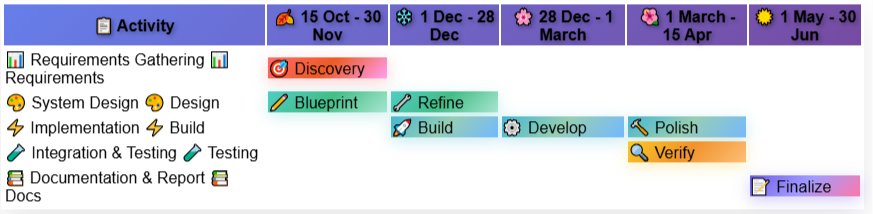 📋 Activity
🍂 15 Oct - 30
Nov
❄️ 1 Dec - 28
Dec
🌸 28 Dec - 1
March
🌺 1 March -
15 Apr
☀️ 1 May - 30
Jun
📊 Requirements Gathering 📊
Requirements
🎯 Discovery
🎨 System Design 🎨 Design
✏️ Blueprint
🔧 Refine
⚡ Implementation ⚡ Build
🚀 Build
⚙️ Develop
🔨 Polish
🧪 Integration & Testing 🧪 Testing
🔍 Verify
📚 Documentation & Report 📚
Docs
📝 Finalize